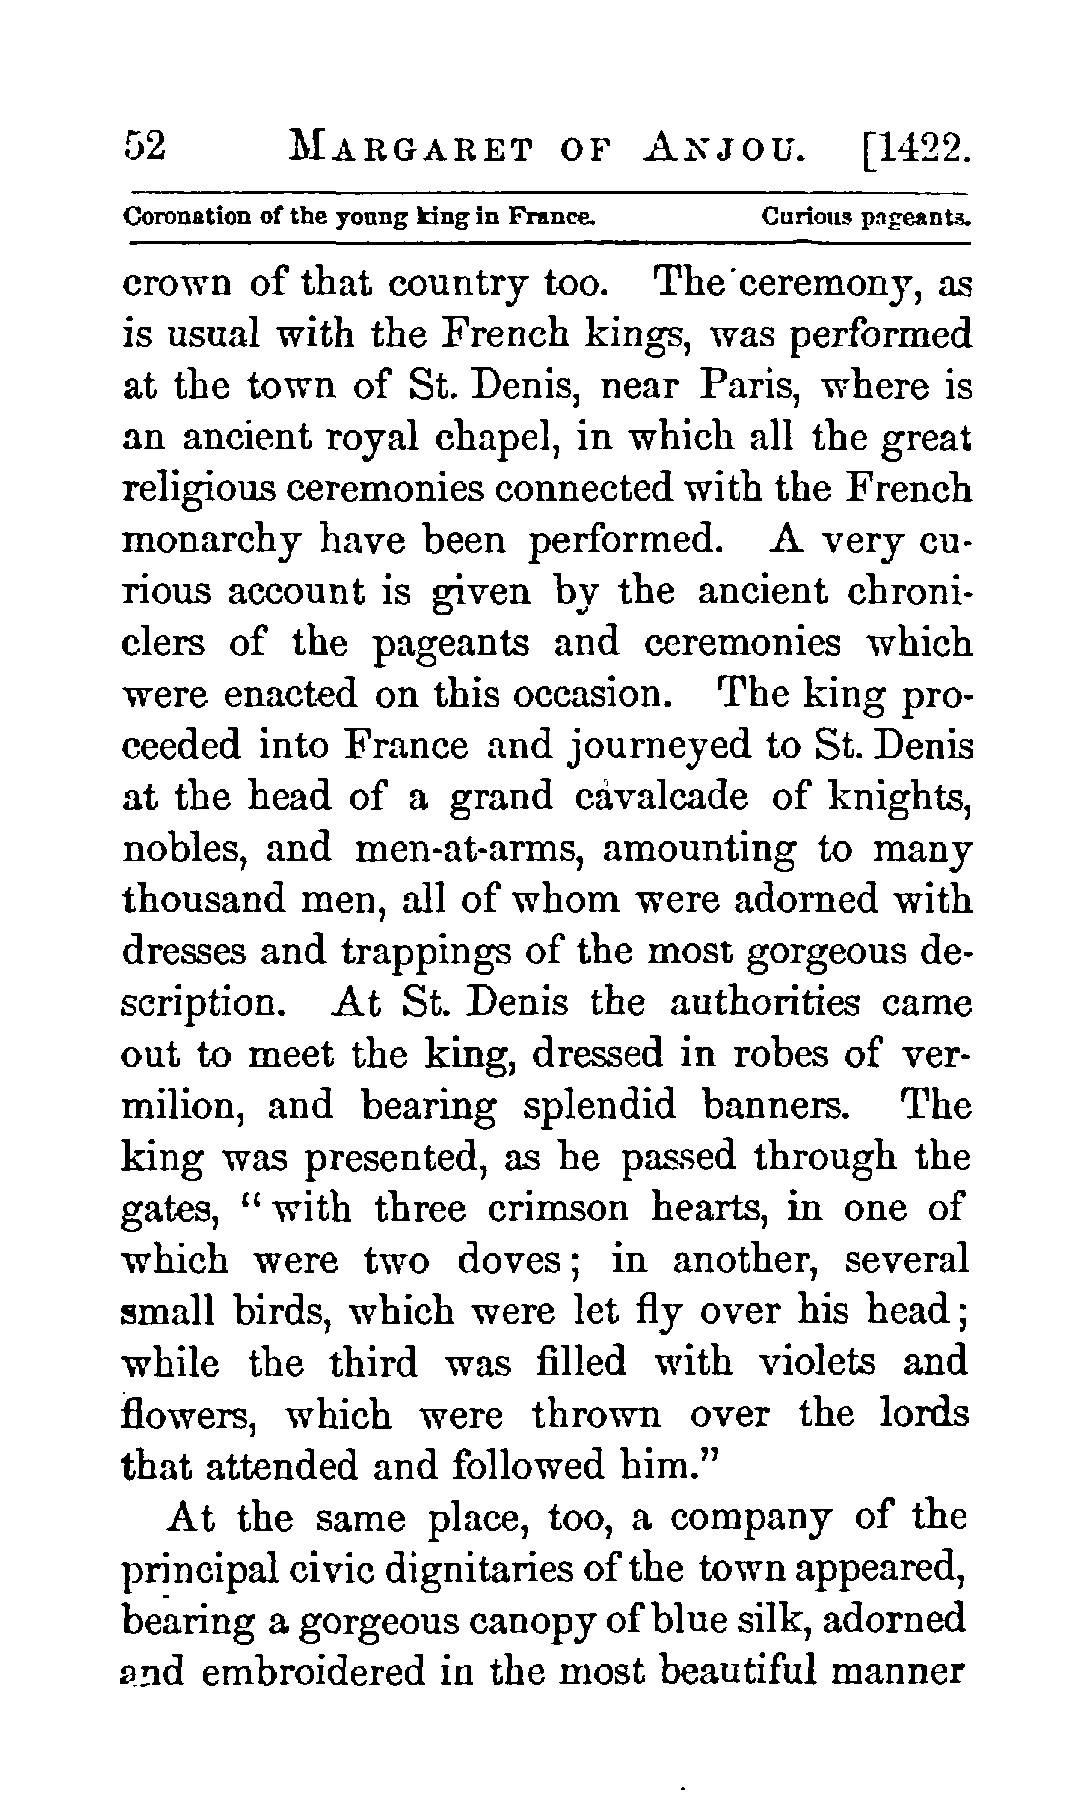 52 MARGARET OF ANJOU. [1422.
Coronation of the young king in France. Curious pageants.
crown of that country too. The ceremony, as
is usual with the French kings, was performed
at the town of St. Denis, near Paris, where is
an ancient royal chapel, in which all the great
religious ceremonies connected with the French
monarchy have been performed. A very cu-
rious account is given by the ancient chroni-
clers of the pageants and ceremonies which
were enacted on this occasion. The king pro-
ceeded into France and journeyed to St. Denis
at the head of a grand cavalcade of knights,
nobles, and men-at-arms, amounting to many
thousand men, all of whom were adorned with
dresses and trappings of the most gorgeous de-
scription. At St. Denis the authorities came
out to meet the king, dressed in robes of ver-
milion, and bearing splendid banners. The
king was presented, as he passed through the
gates, “ with three crimson hearts, in one of
which were two doves; in another, several
small birds, which were let fly over his head;
while the third was filled with violets and
flowers, which were thrown over the lords
that attended and followed him.”
At the same place, too, a company of the
principal civic dignitaries of the town appeared,
bearing a gorgeous canopy of blue silk, adorned
and embroidered in the most beautiful manner